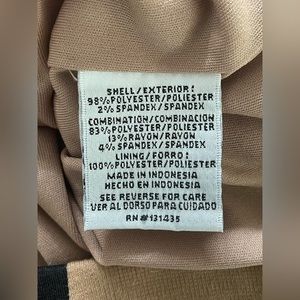 SHELL/EXTERIOR:
98%POLYESTER/POLIESTER
2%SPANDEX/SPANDEX
COMBINATION/COMBINACION
83%POLYESTER/POLIESTER
13%RAYON/RAYON
4%SPANDEX/SPANDEX
LINING/FORRO:
100%POLYESTER/POLIESTER
MADE IN INDONESIA
HECHO EN INDONESIA
SEE REVERSE FOR CARE
VER AL DORSO PARA CUIDADO
RN#131435